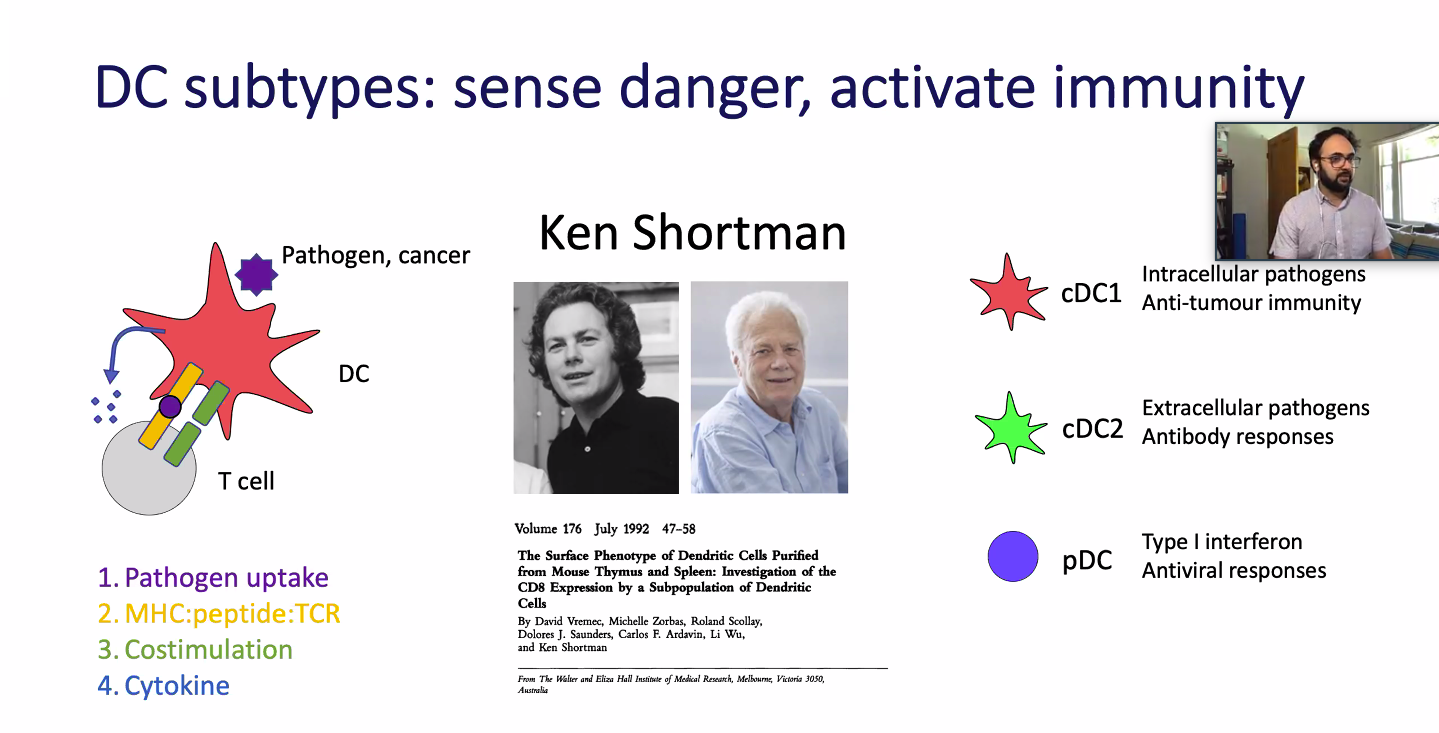 DC subtypes: sense danger, activate immunity
Pathogen, cancer
DC
T cell
1. Pathogen uptake
2. MHC:peptide:TCR
3. Costimulation
4. Cytokine
Ken Shortman
Volume 176 July 1992 47–58
The Surface Phenotype of Dendritic Cells Purified
from Mouse Thymus and Spleen: Investigation of the
CD8 Expression by a Subpopulation of Dendritic
Cells
By David Vremec, Michelle Zorbas, Roland Scollay,
Dolores J. Saunders, Carlos F. Ardavin, Li Wu,
and Ken Shortman
From The Walter and Eliza Hall Institute of Medical Research, Melbourne, Victoria 3050,
Australia
cDC1
Intracellular pathogens
Anti-tumour immunity
cDC2
Extracellular pathogens
Antibody responses
pDC
Type I interferon
Antiviral responses